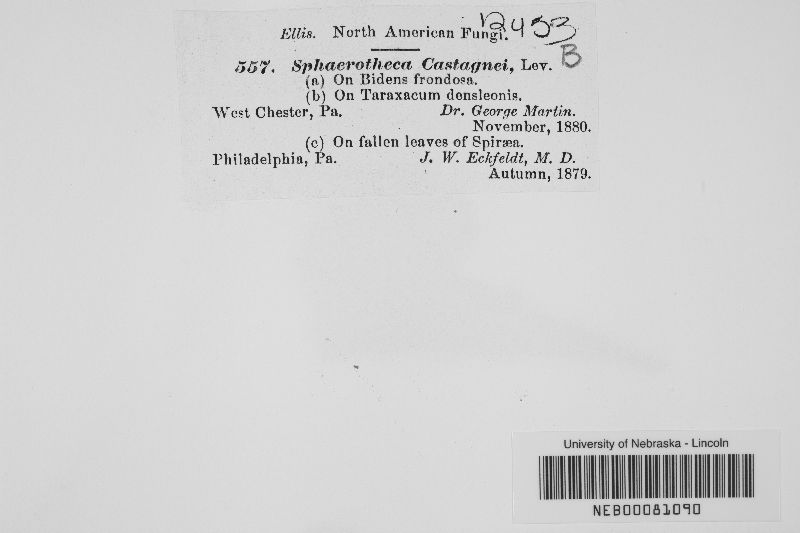 Ellis. North American Fungi. 2453
557. Sphaerotheca Castagnei, Lev. B
(a) On Bidens frondosa.
(b) On Taraxacum densleonis.
West Chester, Pa. Dr. George Martin.
November, 1880.
(c) On fallen leaves of Spiræa.
Philadelphia, Pa. J. W. Eckfeldt, M. D.
Autumn, 1879.
University of Nebraska - Lincoln
NEB00081090